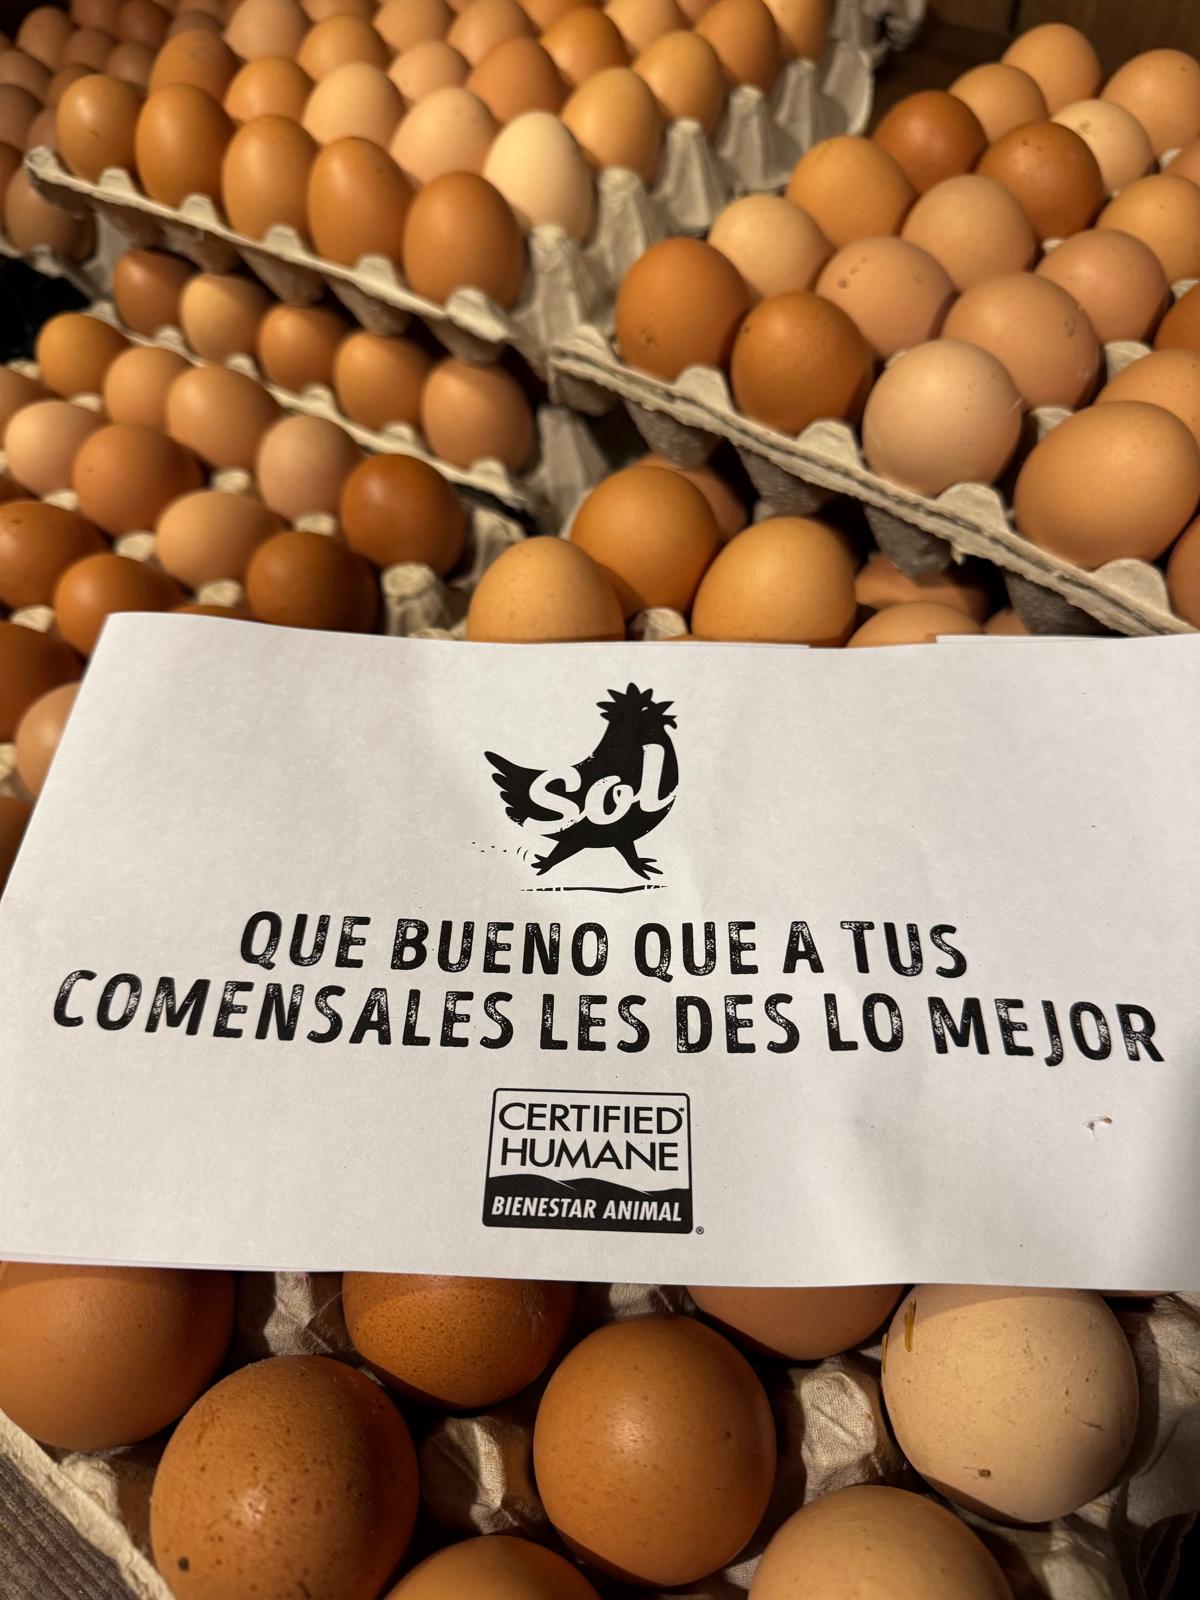 Sol
QUE BUENO QUE A TUS
COMENSALES LES DES LO MEJOR
CERTIFIED®
HUMANE
BIENESTAR ANIMAL
®